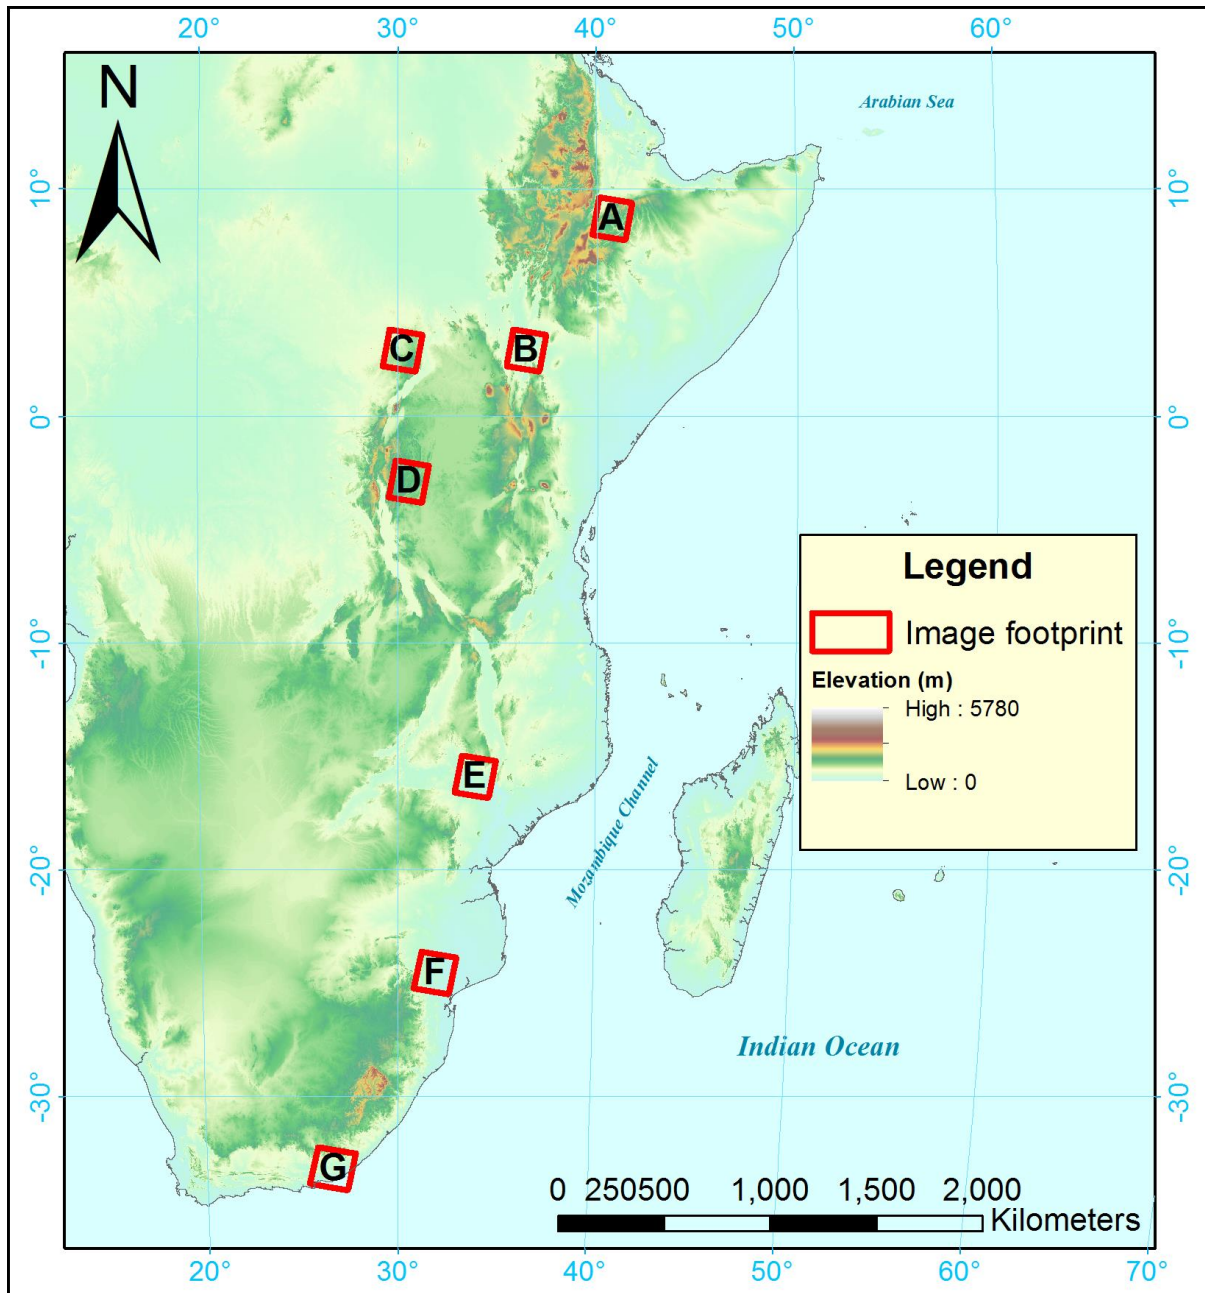 20° 30° 40° 50° 60°
N
Arabian Sea
10° 10°
A
C B
0° 0°
D
Legend
Image footprint
-10° -10°
Elevation (m)
High : 5780
Low : 0
E
Mozambique Channel
-20° -20°
F
Indian Ocean
-30° -30°
G
0 250500 1,000 1,500 2,000
Kilometers
20° 30° 40° 50° 60° 70°